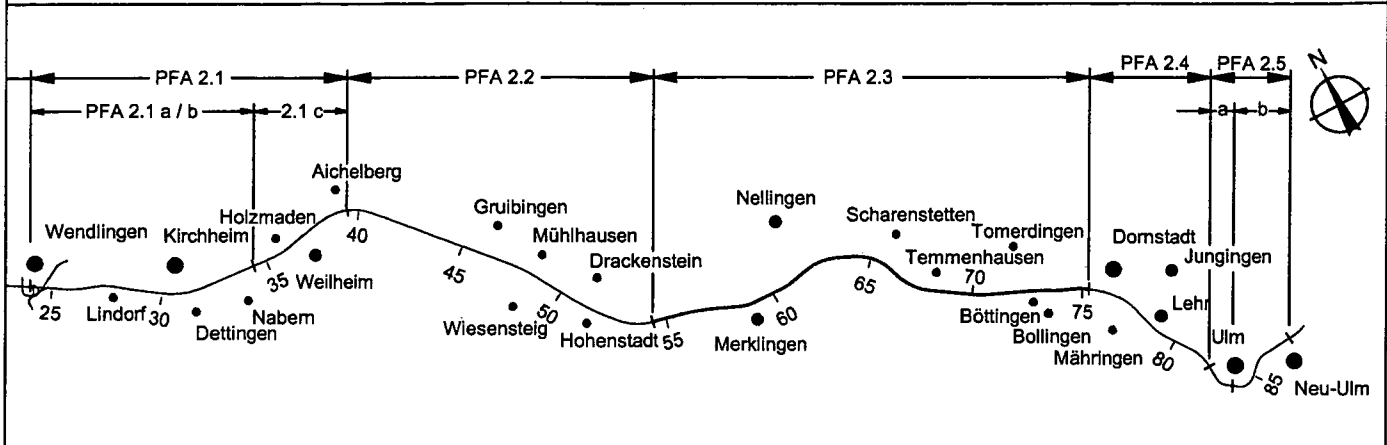 PFA 2.1
PFA 2.2
PFA 2.3
PFA 2.4
PFA 2.5
PFA 2.1 a / b
2.1 c
a
b
N
Aichelberg
Wendlingen
Holzmaden
Kirchheim
Weilheim
Lindorf
Dettingen
Nabern
Gruibingen
Mühlhausen
Drackenstein
Wiesensteig
Hohenstadt
Nellingen
Merklingen
Scharenstetten
Temmenhausen
Tomerdingen
Böttingen
Bollingen
Mähringen
Dornstadt
Jungingen
Lehr
Ulm
Neu-Ulm
25
30
35
40
45
50
55
60
65
70
75
80
85